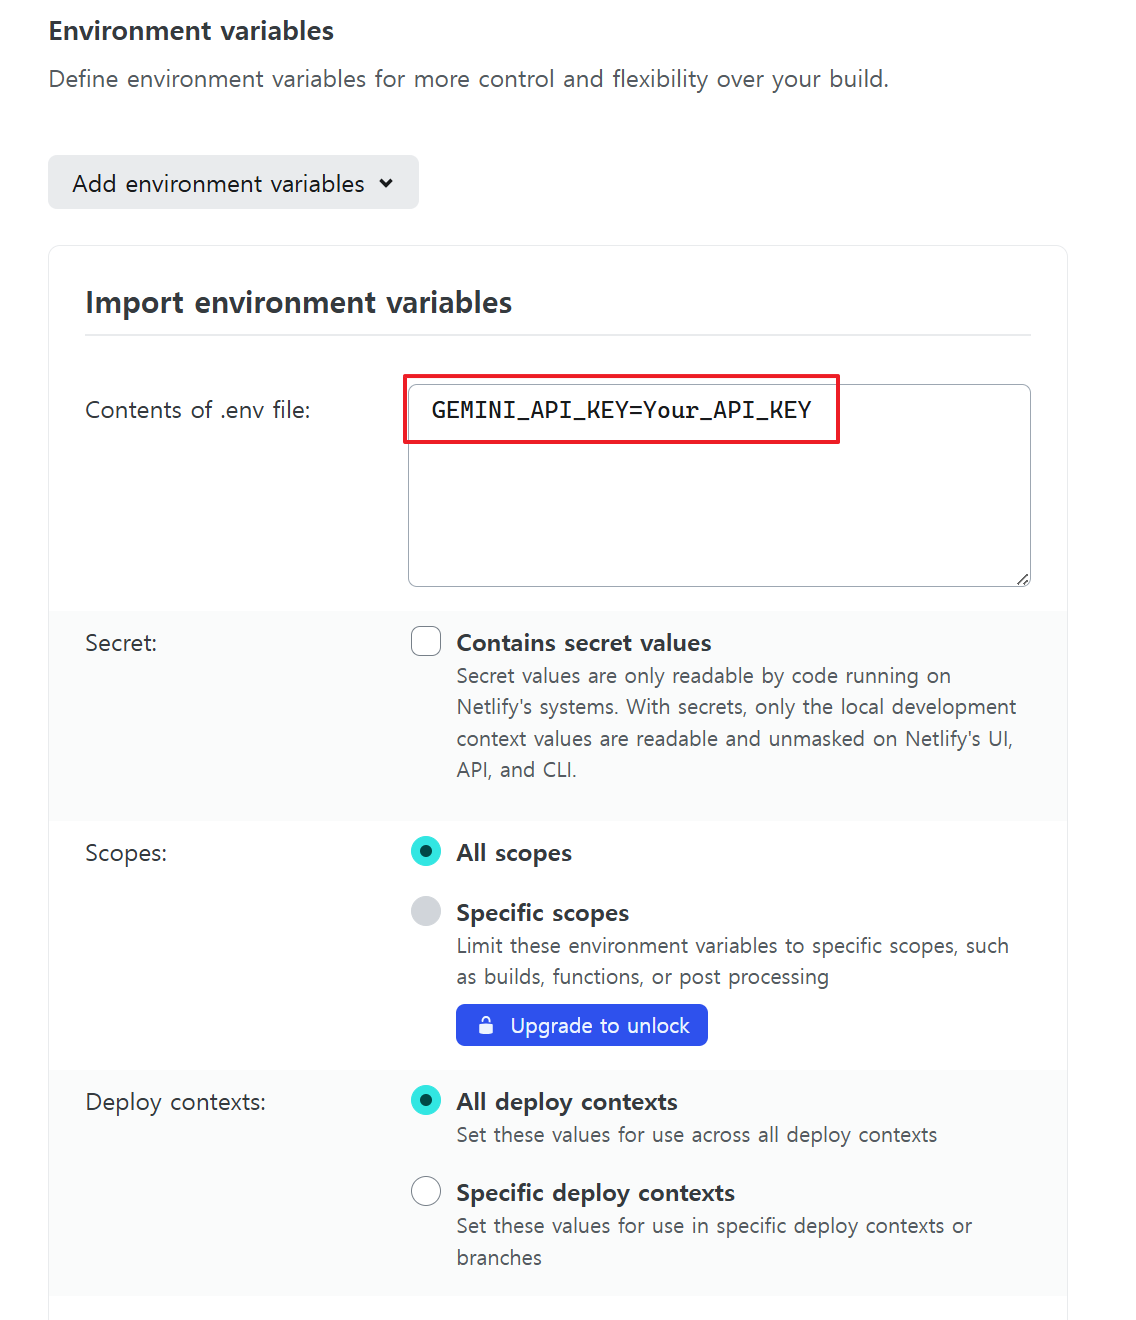 Environment variables
Define environment variables for more control and flexibility over your build.
Add environment variables
Import environment variables
Contents of .env file:
GEMINI_API_KEY=Your_API_KEY
Secret:
Contains secret values
Secret values are only readable by code running on
Netlify's systems. With secrets, only the local development
context values are readable and unmasked on Netlify's UI,
API, and CLI.
Scopes:
All scopes
Specific scopes
Limit these environment variables to specific scopes, such
as builds, functions, or post processing
Upgrade to unlock
Deploy contexts:
All deploy contexts
Set these values for use across all deploy contexts
Specific deploy contexts
Set these values for use in specific deploy contexts or
branches